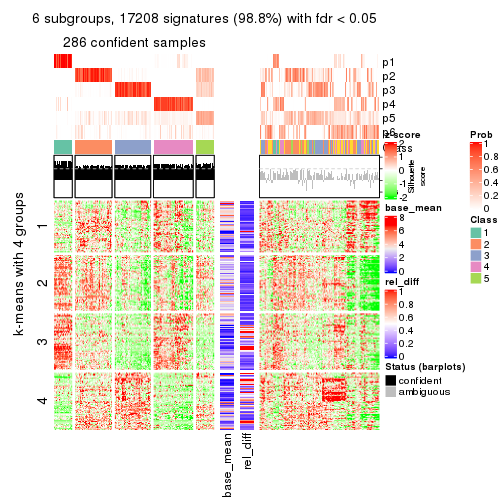 6 subgroups, 17208 signatures (98.8%) with fdr < 0.05
286 confident samples
p1
p2
p3
p4
p5
p6
Class
z_score
2
1
0
-1
-2
Silhouette score
Prob
1
0.8
0.6
0.4
0.2
0
base_mean
8
6
4
2
0
Class
1
2
3
4
5
rel_diff
1
0.8
0.6
0.4
0.2
0
Status (barplots)
confident
ambiguous
k-means with 4 groups
1
2
3
4
base_mean
rel_diff